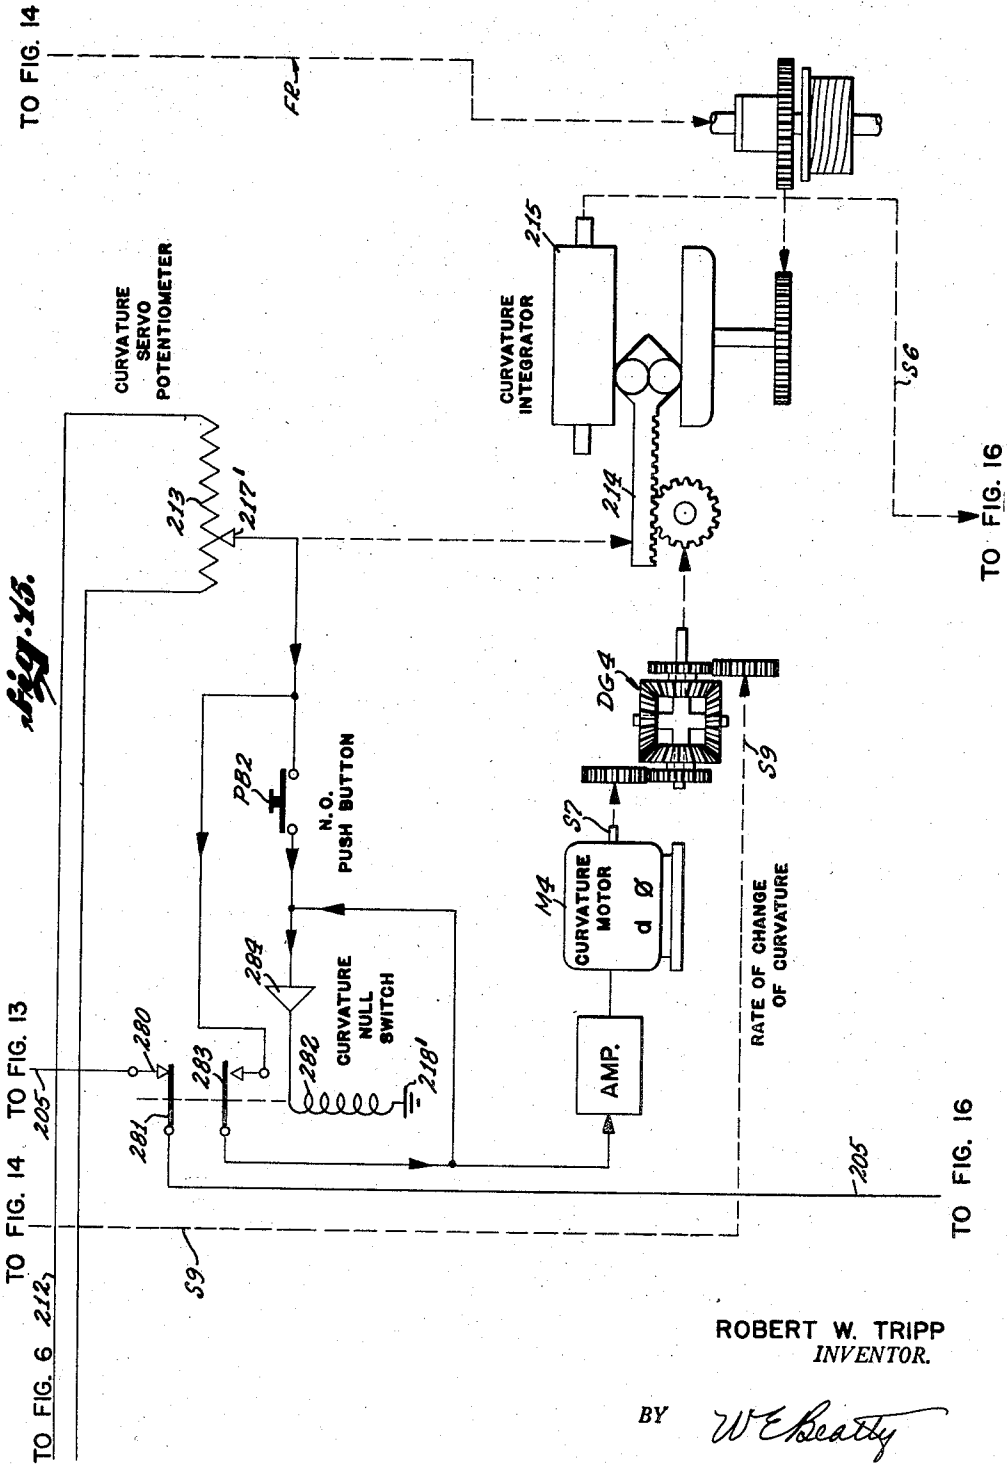 Fig. 15.
TO FIG. 6 212
TO FIG. 14
TO FIG. 13
TO FIG. 14
205
S9
FR
CURVATURE
SERVO
POTENTIOMETER
213
217'
280
281
283
284
282
218'
CURVATURE
NULL
SWITCH
PB2
N.O.
PUSH BUTTON
CURVATURE
INTEGRATOR
215
214
DG4
S9
S7
M4
CURVATURE
MOTOR
d Ø
AMP.
RATE OF CHANGE
OF CURVATURE
205
S6
TO FIG. 16
TO FIG. 16
ROBERT W. TRIPP
INVENTOR.
BY W E Beatty